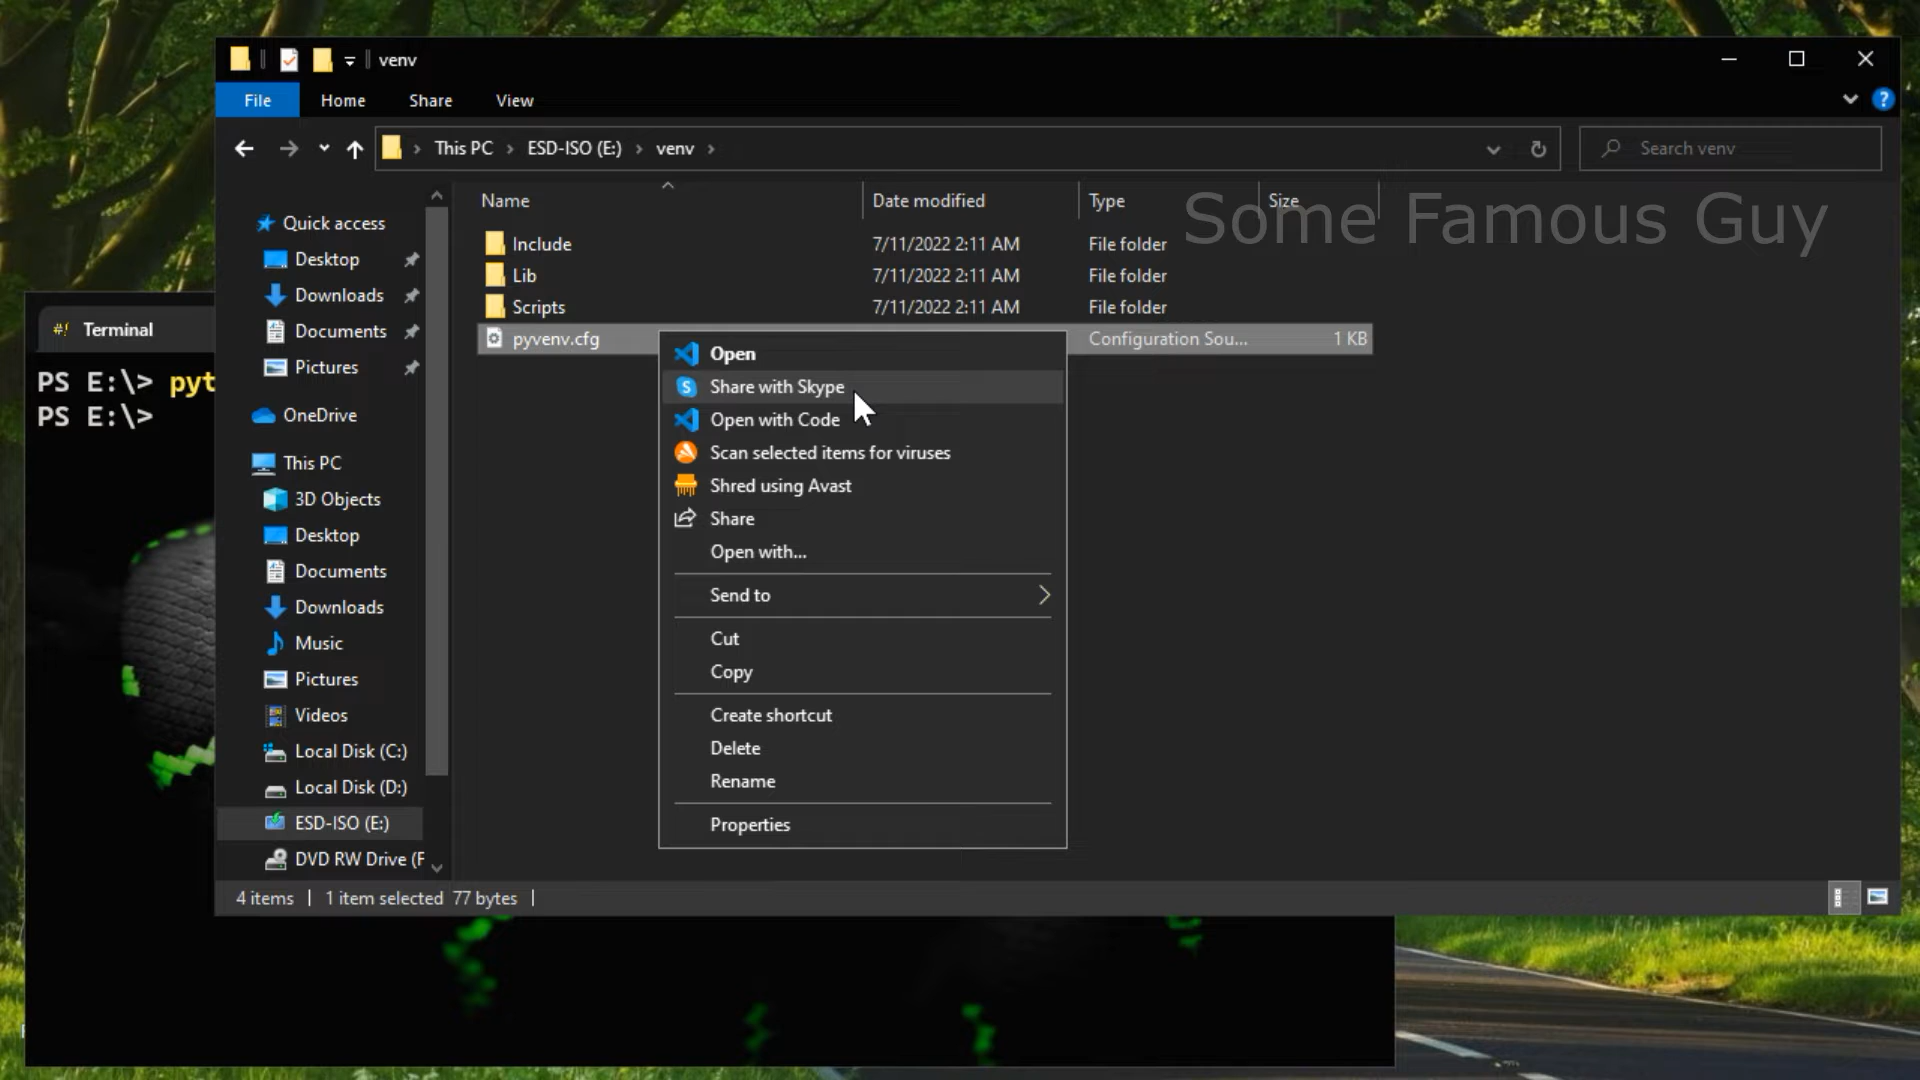 venv
File Home Share View
This PC > ESD-ISO (E:) > venv >
Search venv
Name Date modified Type Size
Some Famous Guy
Include 7/11/2022 2:11 AM File folder
Lib 7/11/2022 2:11 AM File folder
Scripts 7/11/2022 2:11 AM File folder
pyvenv.cfg Configuration Sou... 1 KB
Quick access
Desktop
Downloads
Documents
Pictures
OneDrive
This PC
3D Objects
Desktop
Documents
Downloads
Music
Pictures
Videos
Local Disk (C:)
Local Disk (D:)
ESD-ISO (E:)
DVD RW Drive (F
Open
Share with Skype
Open with Code
Scan selected items for viruses
Shred using Avast
Share
Open with...
Send to
Cut
Copy
Create shortcut
Delete
Rename
Properties
4 items | 1 item selected 77 bytes |
#! Terminal
PS E:\> pyt
PS E:\>